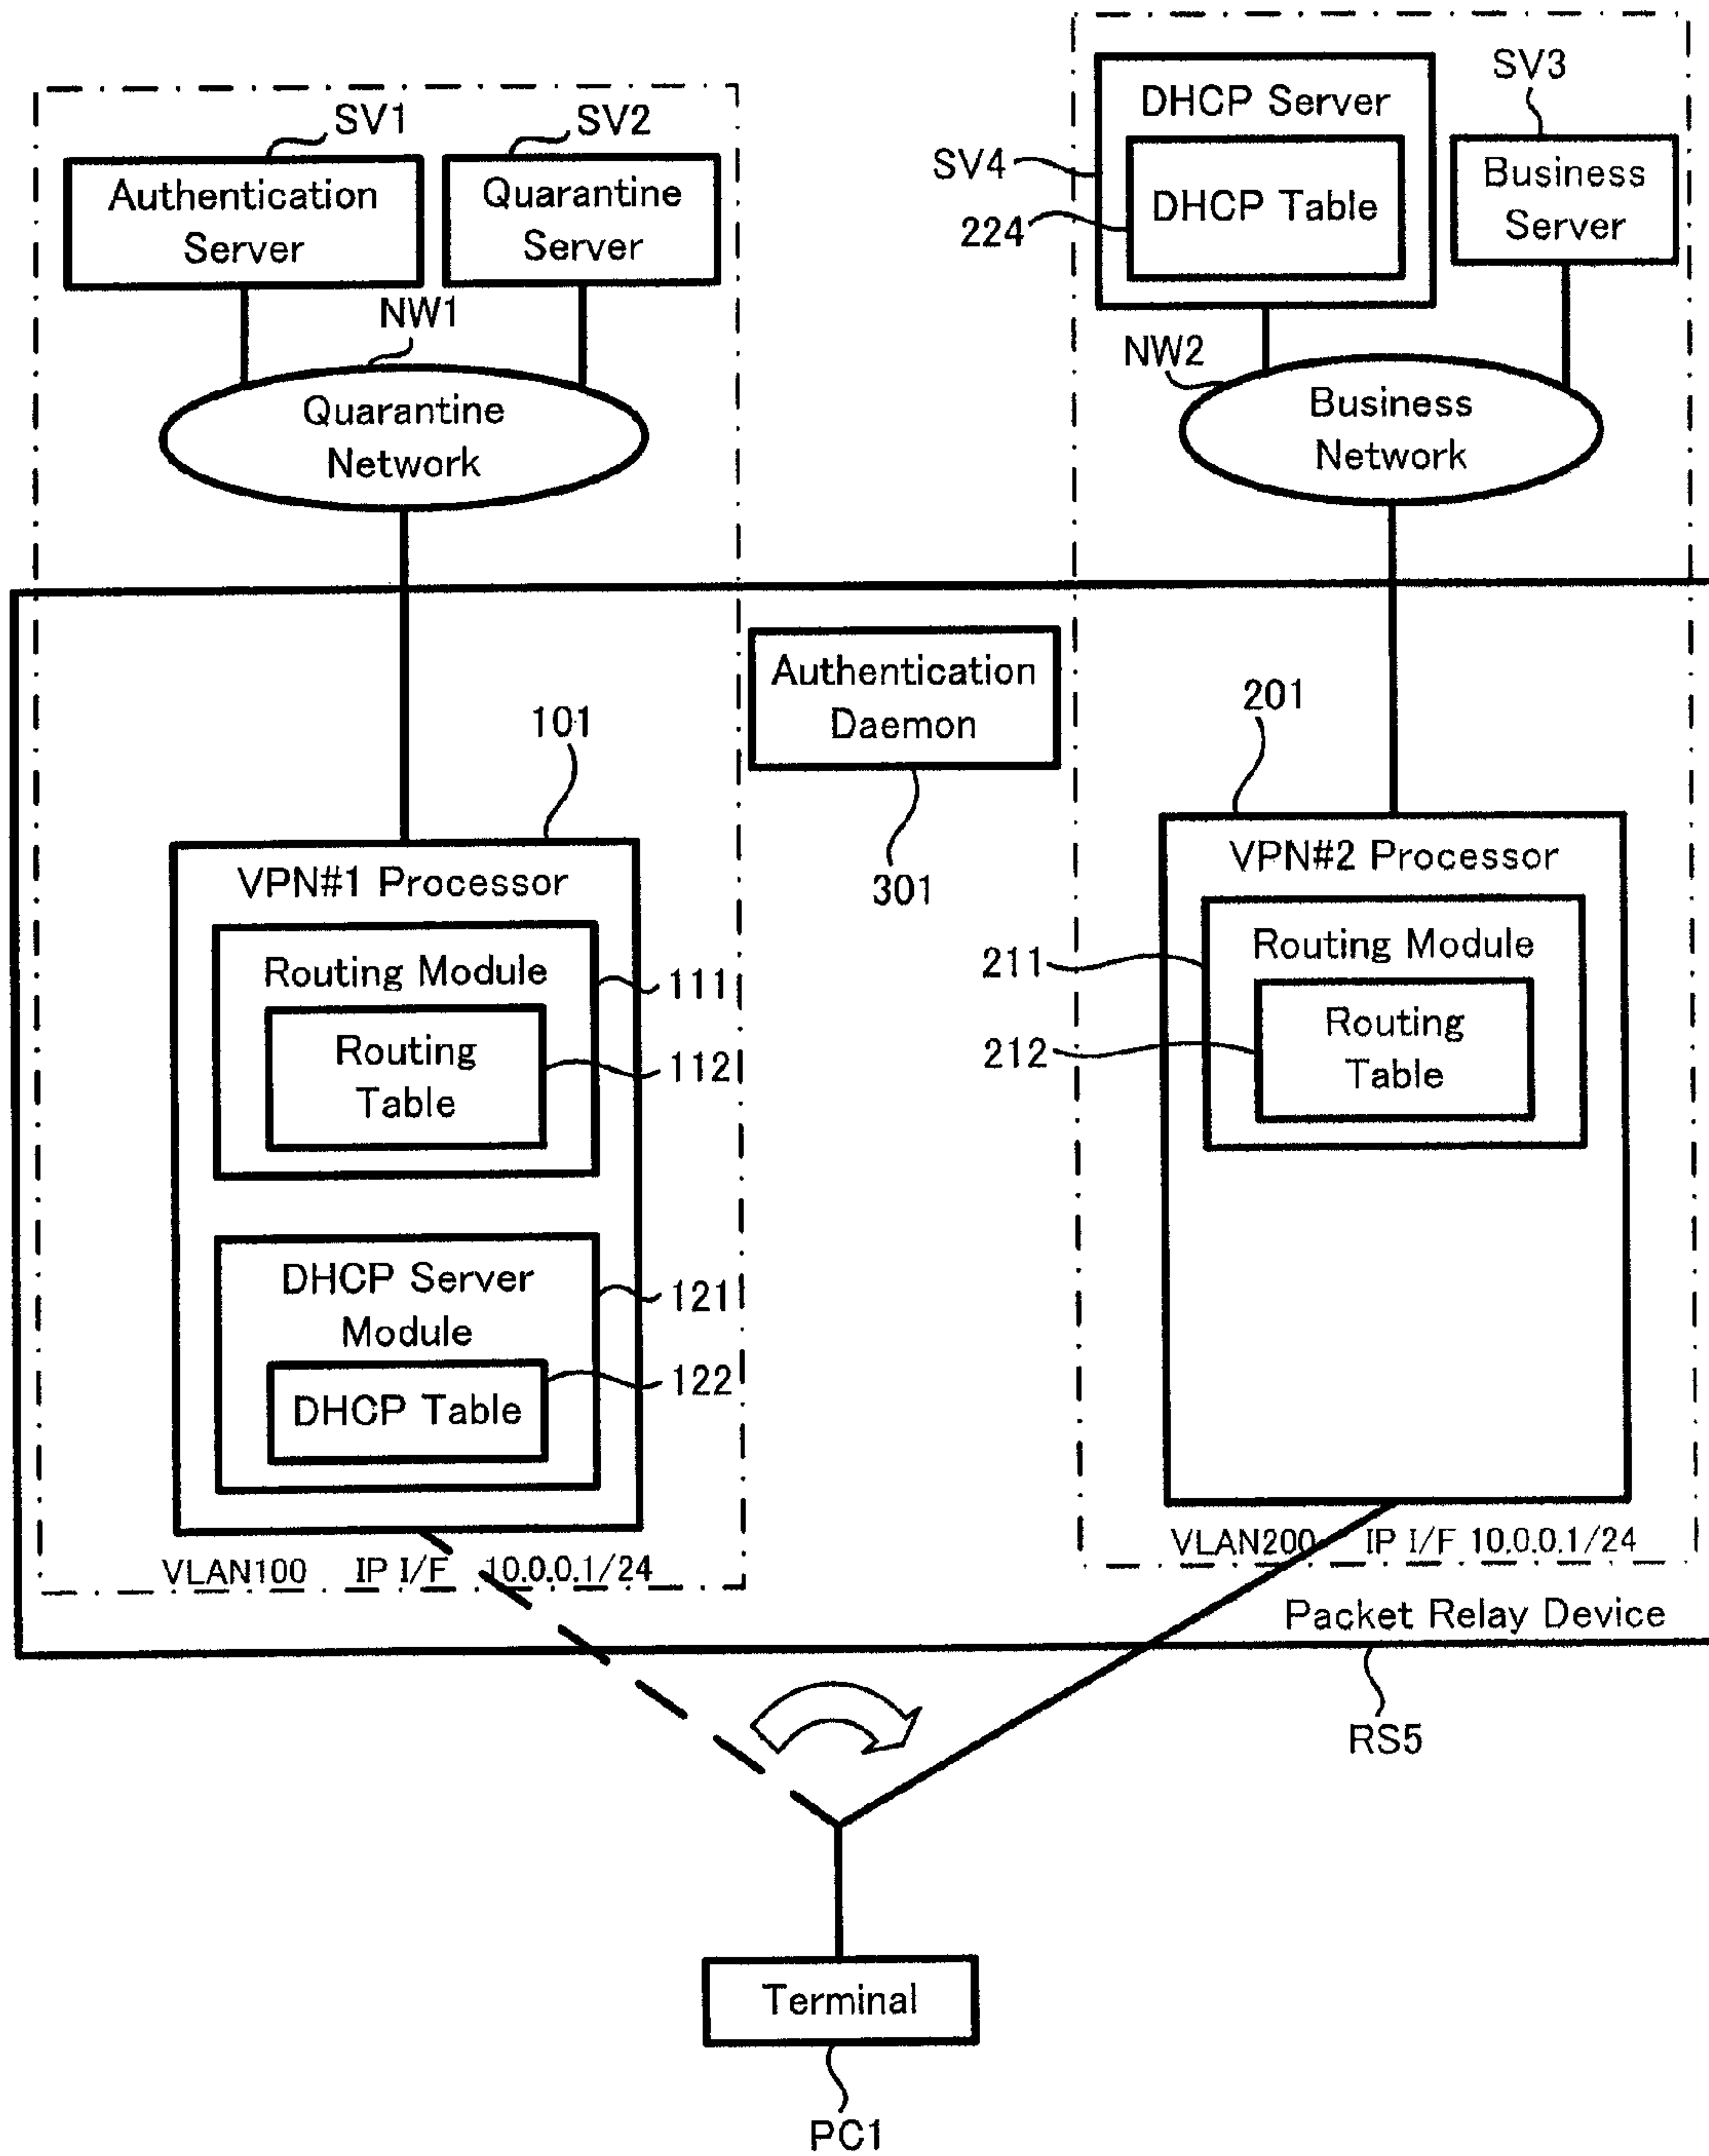 SV1
SV2
Authentication
Server
Quarantine
Server
NW1
Quarantine
Network
SV3
DHCP Server
SV4
DHCP Table
224
Business
Server
NW2
Business
Network
Authentication
Daemon
301
101
VPN#1 Processor
Routing Module
111
Routing
Table
112
DHCP Server
Module
121
DHCP Table
122
VLAN100 IP I/F 10.0.0.1/24
201
VPN#2 Processor
Routing Module
211
Routing
Table
212
VLAN200 IP I/F 10.0.0.1/24
Packet Relay Device
RS5
Terminal
PC1